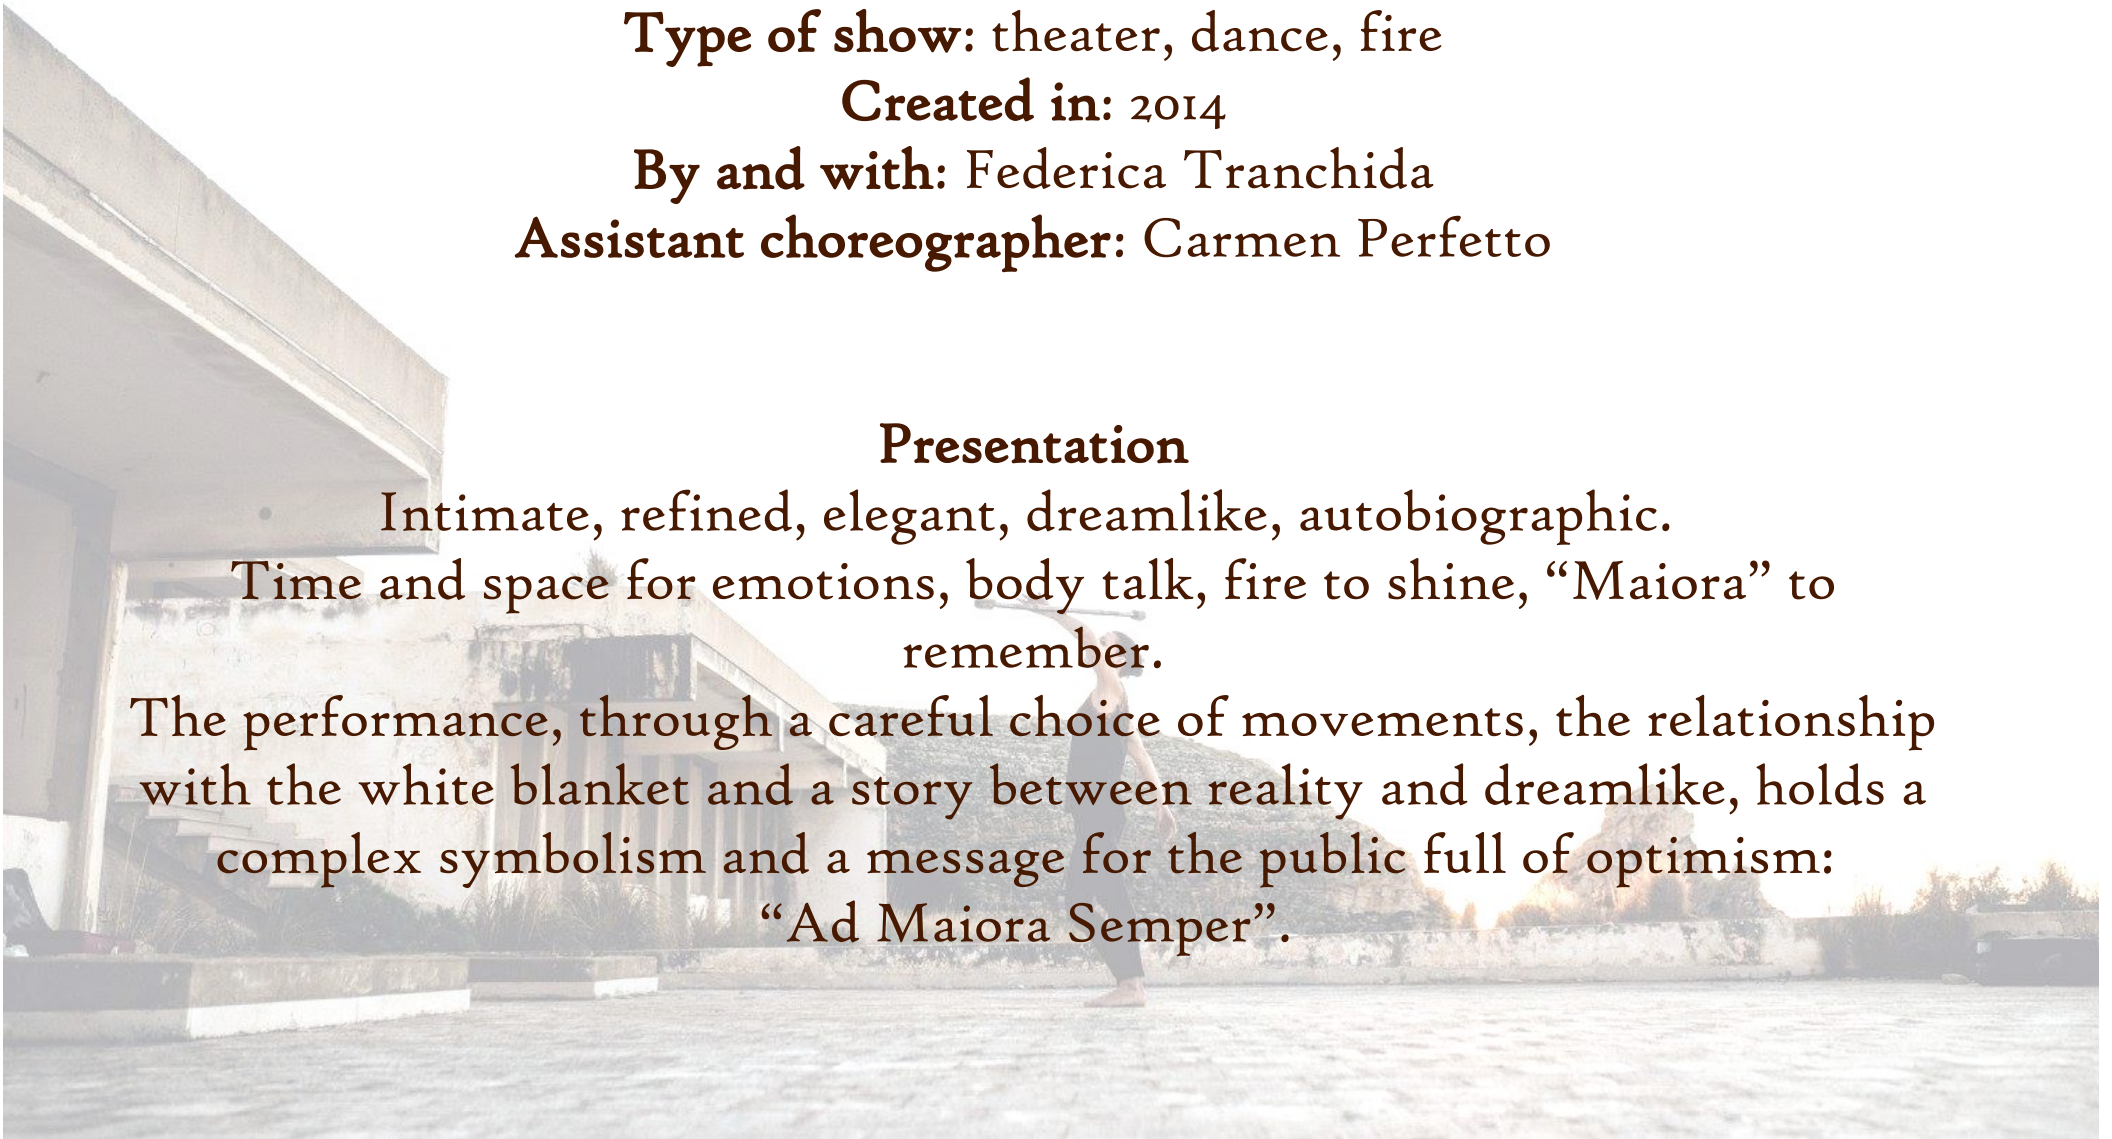 Type of show: theater, dance, fire
Created in: 2014
By and with: Federica Tranchida
Assistant choreographer: Carmen Perfetto
Presentation
Intimate, refined, elegant, dreamlike, autobiographic.
Time and space for emotions, body talk, fire to shine, “Maiora” to
remember.
The performance, through a careful choice of movements, the relationship
with the white blanket and a story between reality and dreamlike, holds a
complex symbolism and a message for the public full of optimism:
“Ad Maiora Semper”.